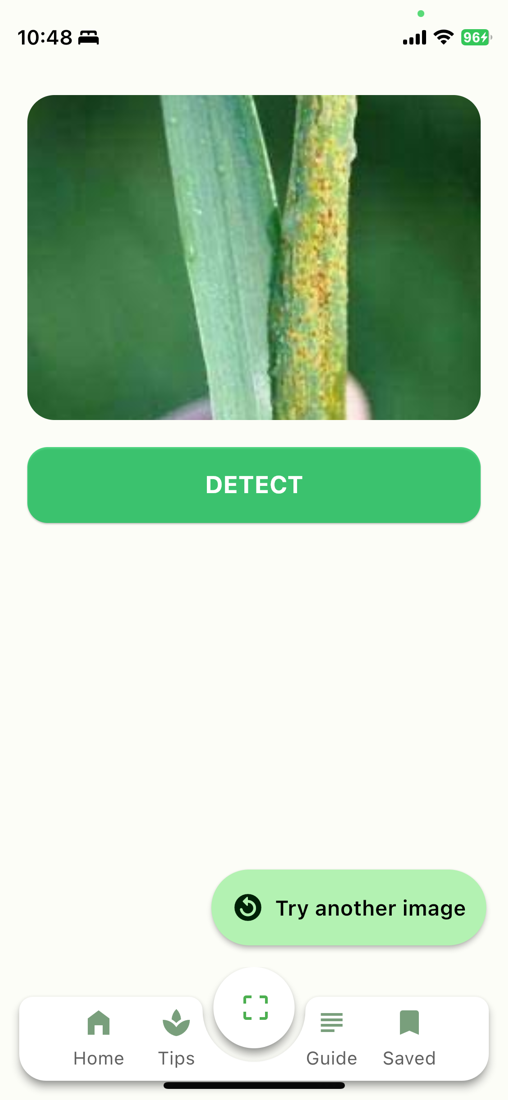 10:48 96
DETECT
Try another image
Home Tips Guide Saved